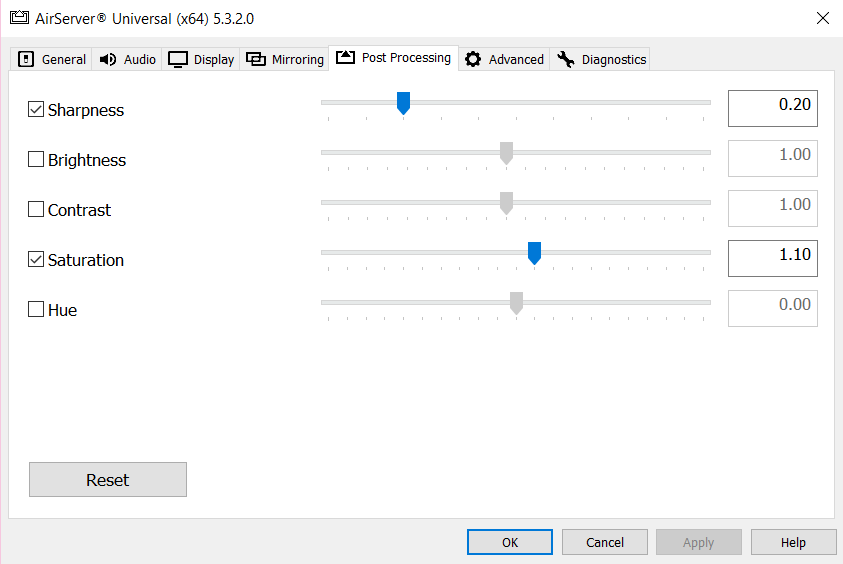 AirServer® Universal (x64) 5.3.2.0
General Audio Display Mirroring Post Processing Advanced Diagnostics
Sharpness 0.20
Brightness 1.00
Contrast 1.00
Saturation 1.10
Hue 0.00
Reset
OK Cancel Apply Help